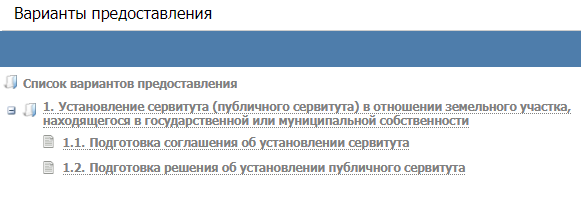 Варианты предоставления
Список вариантов предоставления
1. Установление сервитута (публичного сервитута) в отношении земельного участка,
находящегося в государственной или муниципальной собственности
1.1. Подготовка соглашения об установлении сервитута
1.2. Подготовка решения об установлении публичного сервитута